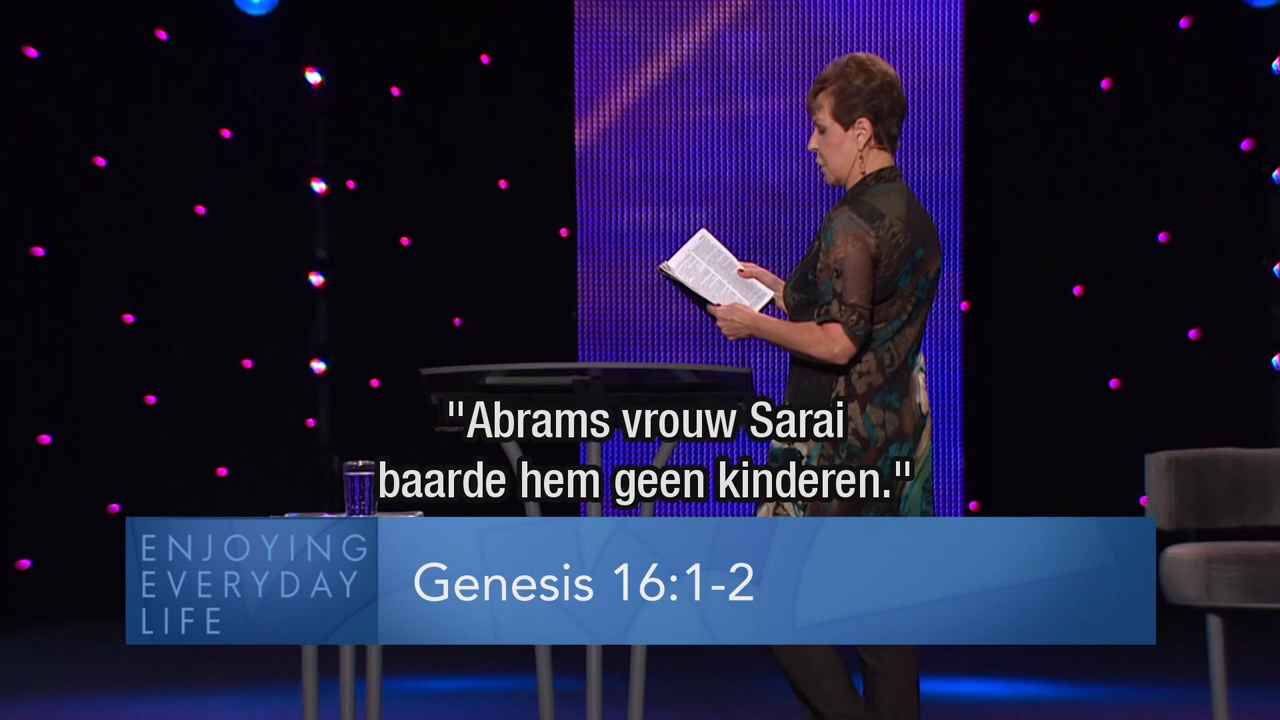 "Abrams vrouw Sarai
baarde hem geen kinderen."
ENJOYING
EVERYDAY
LIFE
Genesis 16:1-2